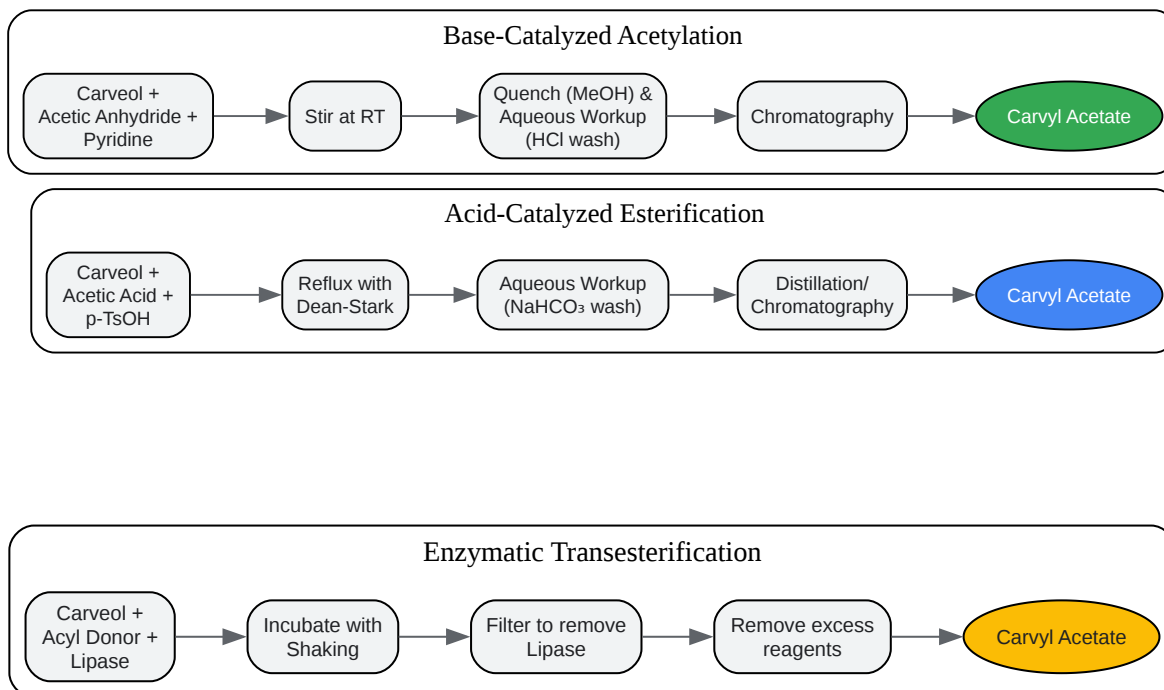 Base-Catalyzed Acetylation
Carveol +
Acetic Anhydride +
Pyridine
Stir at RT
Quench (MeOH) &
Aqueous Workup
(HCl wash)
Chromatography
Carvyl Acetate
Acid-Catalyzed Esterification
Carveol +
Acetic Acid +
p-TsOH
Reflux with
Dean-Stark
Aqueous Workup
(NaHCO₃ wash)
Distillation/
Chromatography
Carvyl Acetate
Enzymatic Transesterification
Carveol +
Acyl Donor +
Lipase
Incubate with
Shaking
Filter to remove
Lipase
Remove excess
reagents
Carvyl Acetate